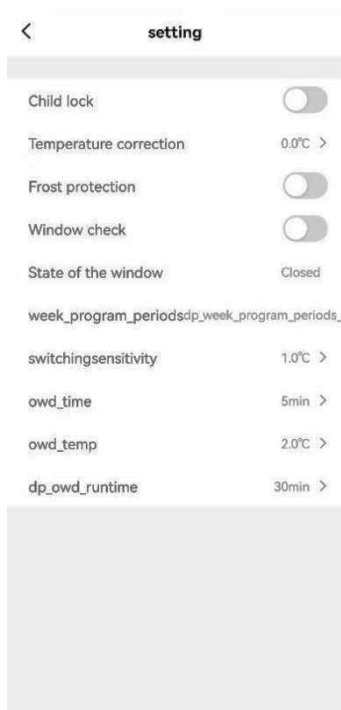 setting
Child lock
Temperature correction 0.0℃ >
Frost protection
Window check
State of the window Closed
week_program_periodsdp_week_program_periods_
switchingsensitivity 1.0℃ >
owd_time 5min >
owd_temp 2.0℃ >
dp_owd_runtime 30min >